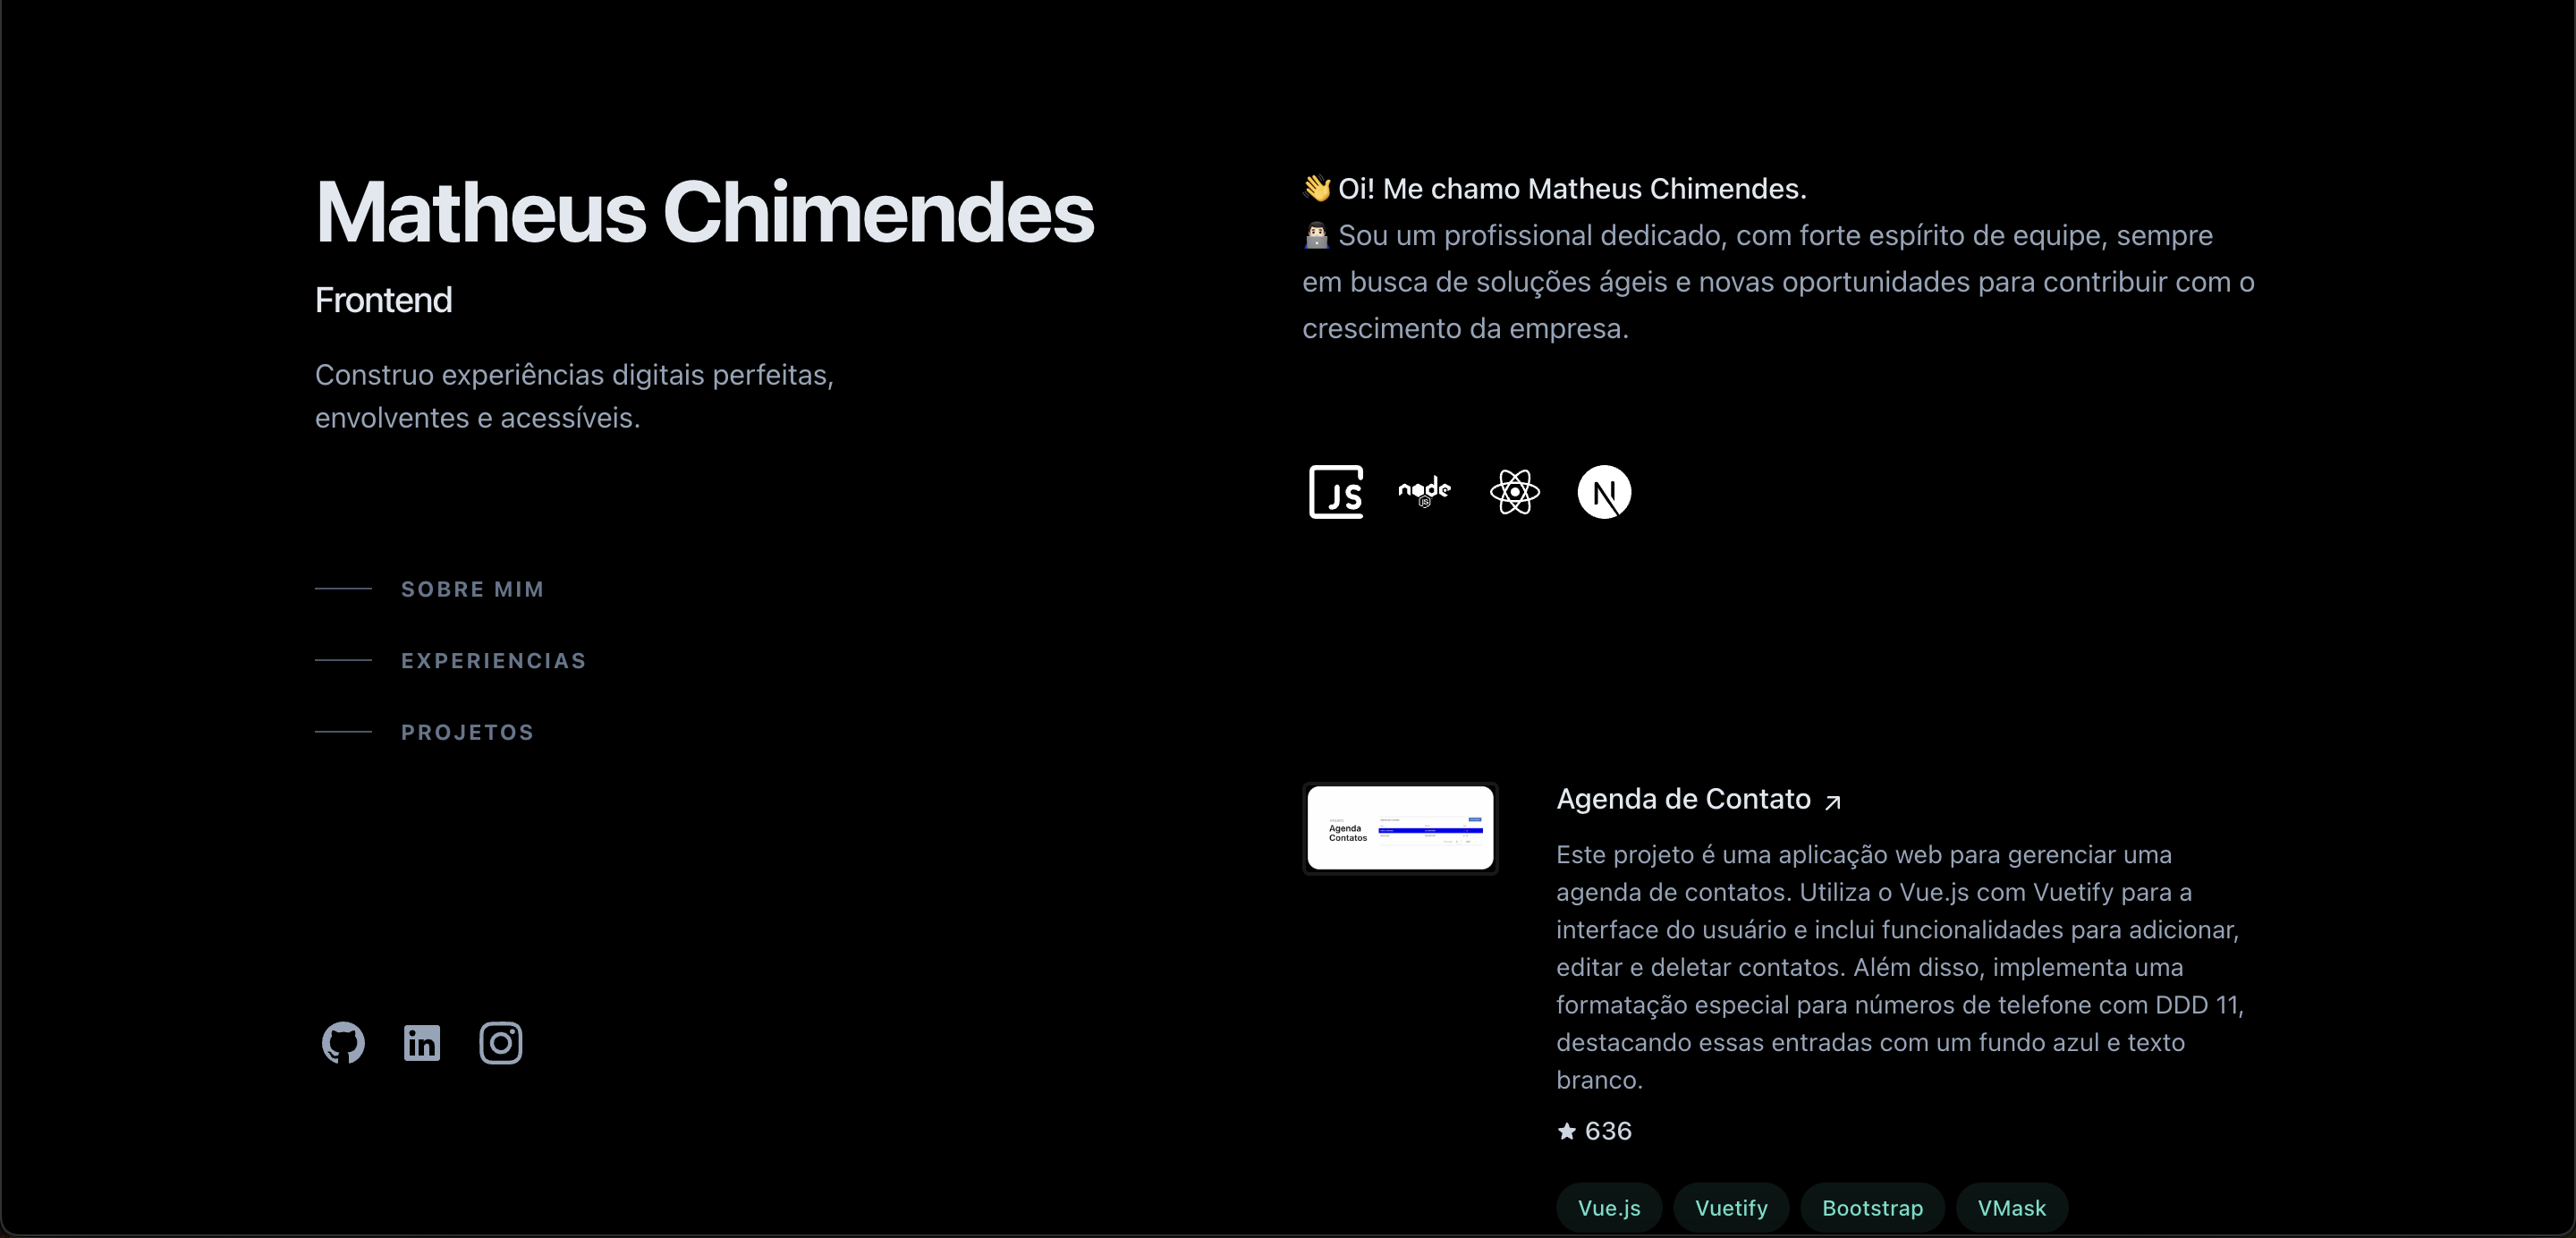 Matheus Chimendes
Frontend
Construo experiências digitais perfeitas,
envolventes e acessíveis.
SOBRE MIM
EXPERIENCIAS
PROJETOS
👋 Oi! Me chamo Matheus Chimendes.
👨🏻‍💻 Sou um profissional dedicado, com forte espírito de equipe, sempre
em busca de soluções ágeis e novas oportunidades para contribuir com o
crescimento da empresa.
JS
node
JS
N
Agenda
Contatos
Agenda de Contato
Este projeto é uma aplicação web para gerenciar uma
agenda de contatos. Utiliza o Vue.js com Vuetify para a
interface do usuário e inclui funcionalidades para adicionar,
editar e deletar contatos. Além disso, implementa uma
formatação especial para números de telefone com DDD 11,
destacando essas entradas com um fundo azul e texto
branco.
★ 636
Vue.js Vuetify Bootstrap VMask
in